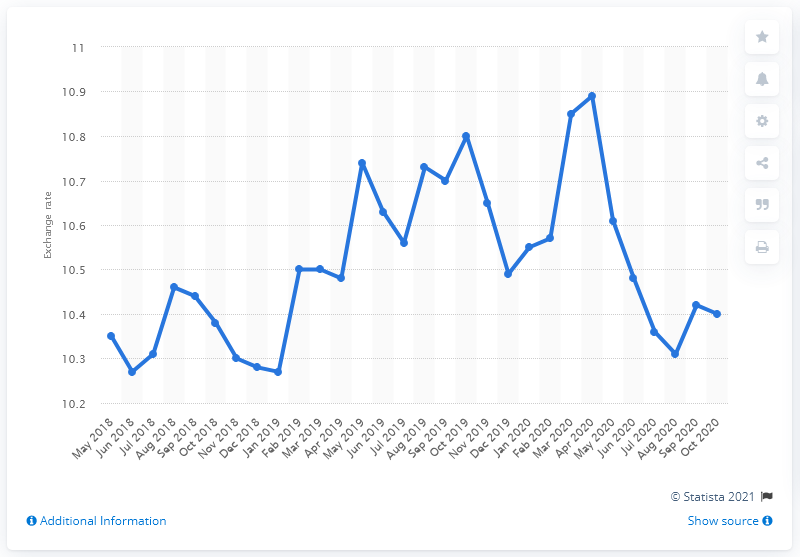 11
10.9
10.8
10.7
10.6
10.5
10.4
10.3
10.2
Exchange rate
May 2018
Jun 2018
Jul 2018
Aug 2018
Sep 2018
Oct 2018
Nov 2018
Dec 2018
Jan 2019
Feb 2019
Mar 2019
Apr 2019
May 2019
Jun 2019
Jul 2019
Aug 2019
Sep 2019
Oct 2019
Nov 2019
Dec 2019
Jan 2020
Feb 2020
Mar 2020
Apr 2020
May 2020
Jun 2020
Jul 2020
Aug 2020
Sep 2020
Oct 2020
© Statista 2021
Additional Information
Show source